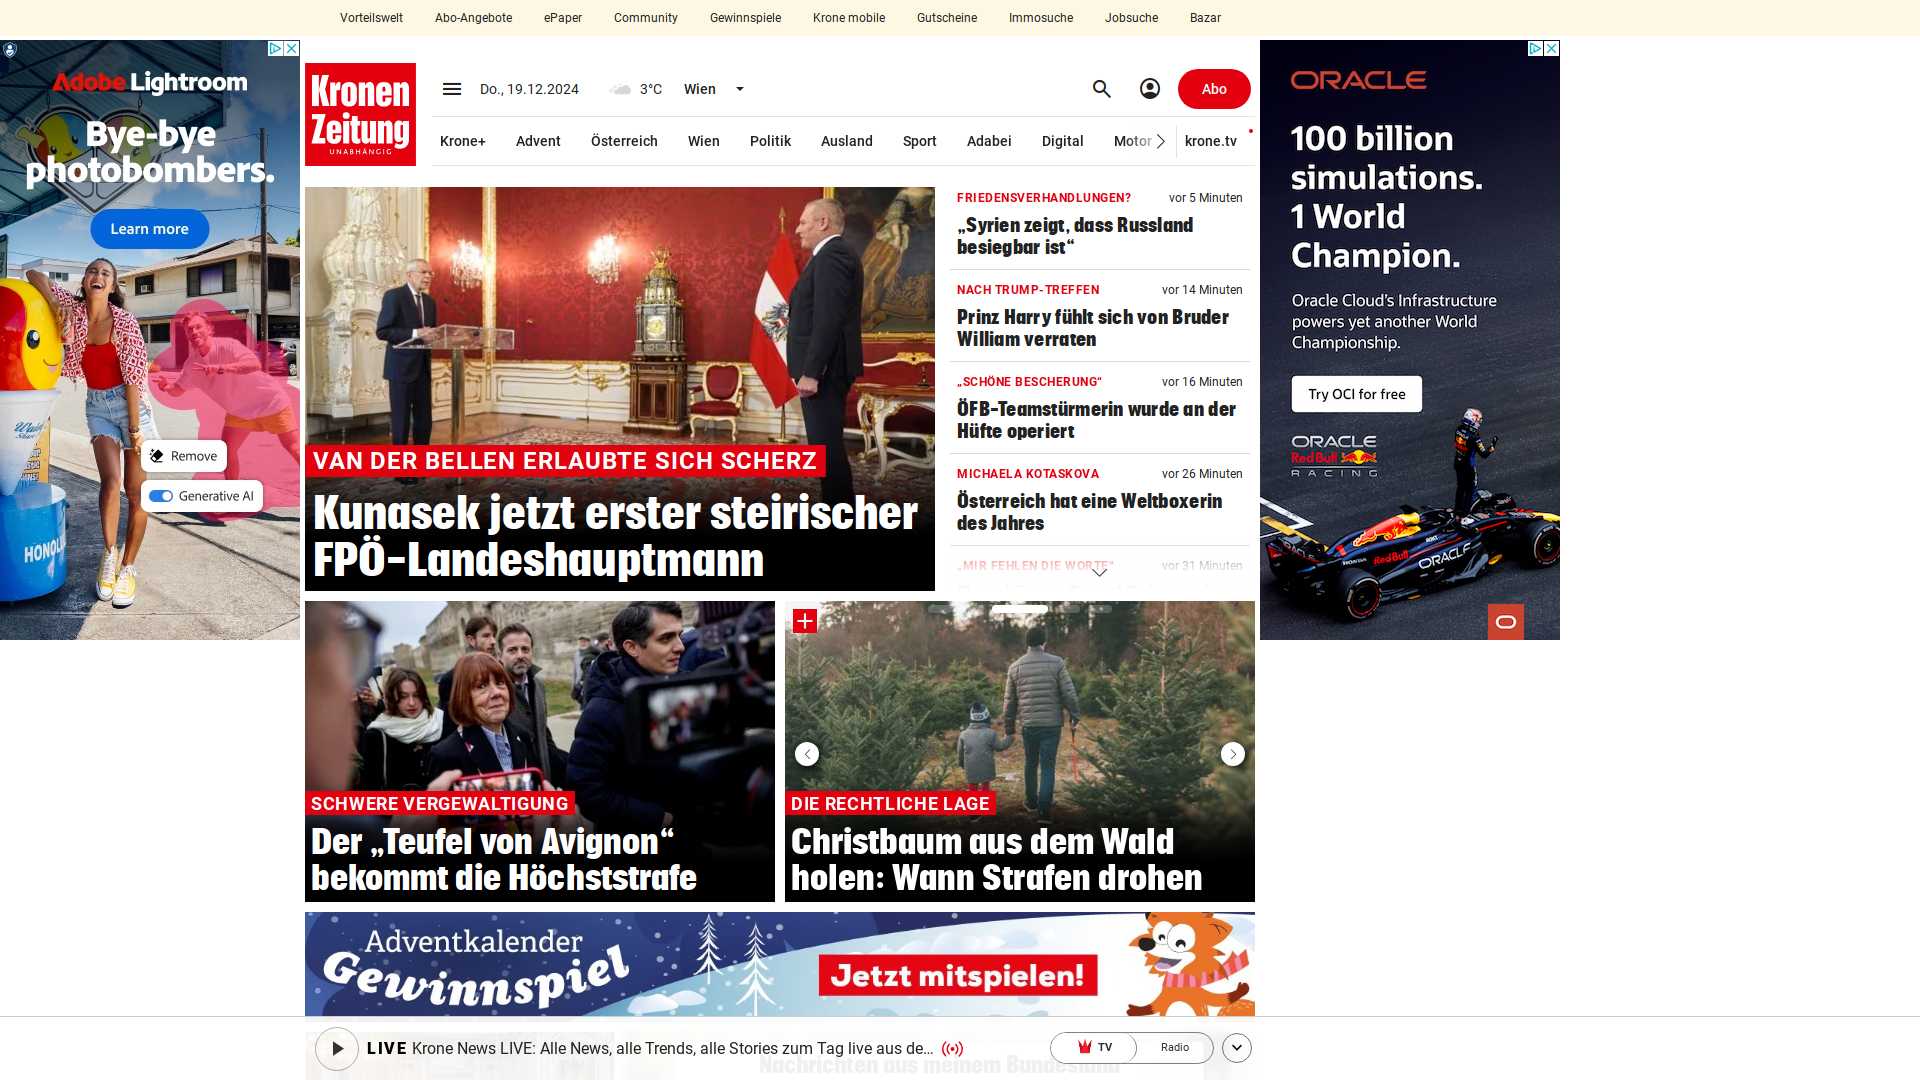 Vorteilswelt
Abo-Angebote
ePaper
Community
Gewinnspiele
Krone mobile
Gutscheine
Immosuche
Jobsuche
Bazar
Adobe Lightroom
Bye-bye
photobombers.
Learn more
Remove
Generative AI
Kronen
Zeitung
UNABHÄNGIG
Do., 19.12.2024
3°C
Wien
Abo
Krone+
Advent
Österreich
Wien
Politik
Ausland
Sport
Adabei
Digital
Motor
krone.tv
VAN DER BELLEN ERLAUBTE SICH SCHERZ
Kunasek jetzt erster steirischer
FPÖ-Landeshauptmann
FRIEDENSVERHANDLUNGEN?
vor 5 Minuten
„Syrien zeigt, dass Russland
besiegbar ist“
NACH TRUMP-TREFFEN
vor 14 Minuten
Prinz Harry fühlt sich von Bruder
William verraten
„SCHÖNE BESCHERUNG“
vor 16 Minuten
ÖFB-Teamstürmerin wurde an der
Hüfte operiert
MICHAELA KOTASKOVA
vor 26 Minuten
Österreich hat eine Weltboxerin
des Jahres
„MIR FEHLEN DIE WORTE“
vor 31 Minuten
ORACLE
100 billion
simulations.
1 World
Champion.
Oracle Cloud's Infrastructure
powers yet another World
Championship.
Try OCI for free
ORACLE
Red Bull
RACING
Red Bull
ORACLE
SCHWERE VERGEWALTIGUNG
Der „Teufel von Avignon“
bekommt die Höchststrafe
DIE RECHTLICHE LAGE
Christbaum aus dem Wald
holen: Wann Strafen drohen
Adventkalender
Gewinnspiel
Jetzt mitspielen!
LIVE Krone News LIVE: Alle News, alle Trends, alle Stories zum Tag live aus de...
TV
Radio
Nachrichten aus meinem Bundesland